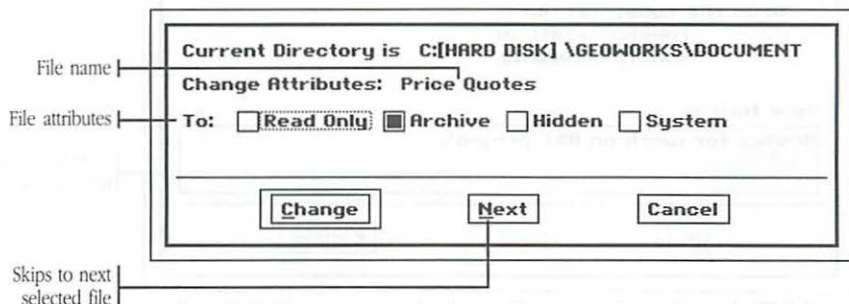 Current Directory is C:[HARD DISK] \GEOWORKS\DOCUMENT
File name
Change Attributes: Price Quotes
File attributes
To: Read Only Archive Hidden System
Change Next Cancel
Skips to next
selected file